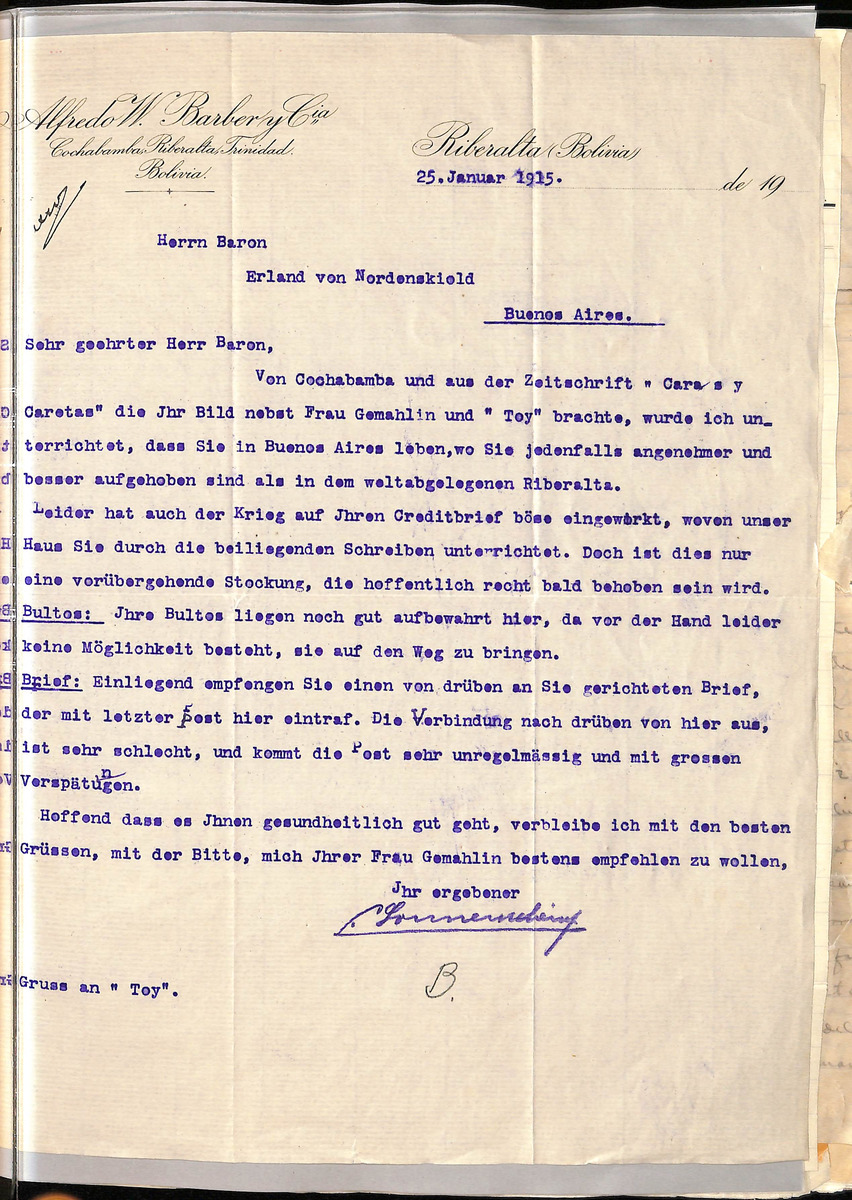 Alfredo W. Barber y Cia
Cochabamba, Riberalta, Trinidad.
Bolivia.
Riberalta (Bolivia)
25. Januar 1915. de 19
Herrn Baron
Erland von Nordenskiold
Buenos Aires.
Sehr geehrter Herr Baron,
Von Cochabamba und aus der Zeitschrift " Caras y
Caretas" die Jhr Bild nebst Frau Gemahlin und " Toy" brachte, wurde ich un_
terrichtet, dass Sie in Buenos Aires leben,wo Sie jedenfalls angenehmer und
besser aufgehoben sind als in dem weltabgelegenen Riberalta.
Leider hat auch der Krieg auf Jhren Creditbrief böse eingewirkt, wovon unser
Haus Sie durch die beiliegenden Schreiben unterrichtet. Doch ist dies nur
eine vorübergehende Stockung, die hoffentlich recht bald behoben sein wird.
Bultos: Jhre Bultos liegen noch gut aufbewahrt hier, da vor der Hand leider
keine Möglichkeit besteht, sie auf den Weg zu bringen.
Brief: Einliegend empfangen Sie einen von drüben an Sie gerichteten Brief,
der mit letzter Post hier eintraf. Die Verbindung nach drüben von hier aus,
ist sehr schlecht, und kommt die Post sehr unregelmässig und mit grossen
Verspätungen.
Hoffend dass es Jhnen gesundheitlich gut geht, verbleibe ich mit den besten
Grüssen, mit der Bitte, mich Jhrer Frau Gemahlin bestens empfehlen zu wollen,
Jhr ergebener
Sonnenschein
B.
Gruss an " Toy".